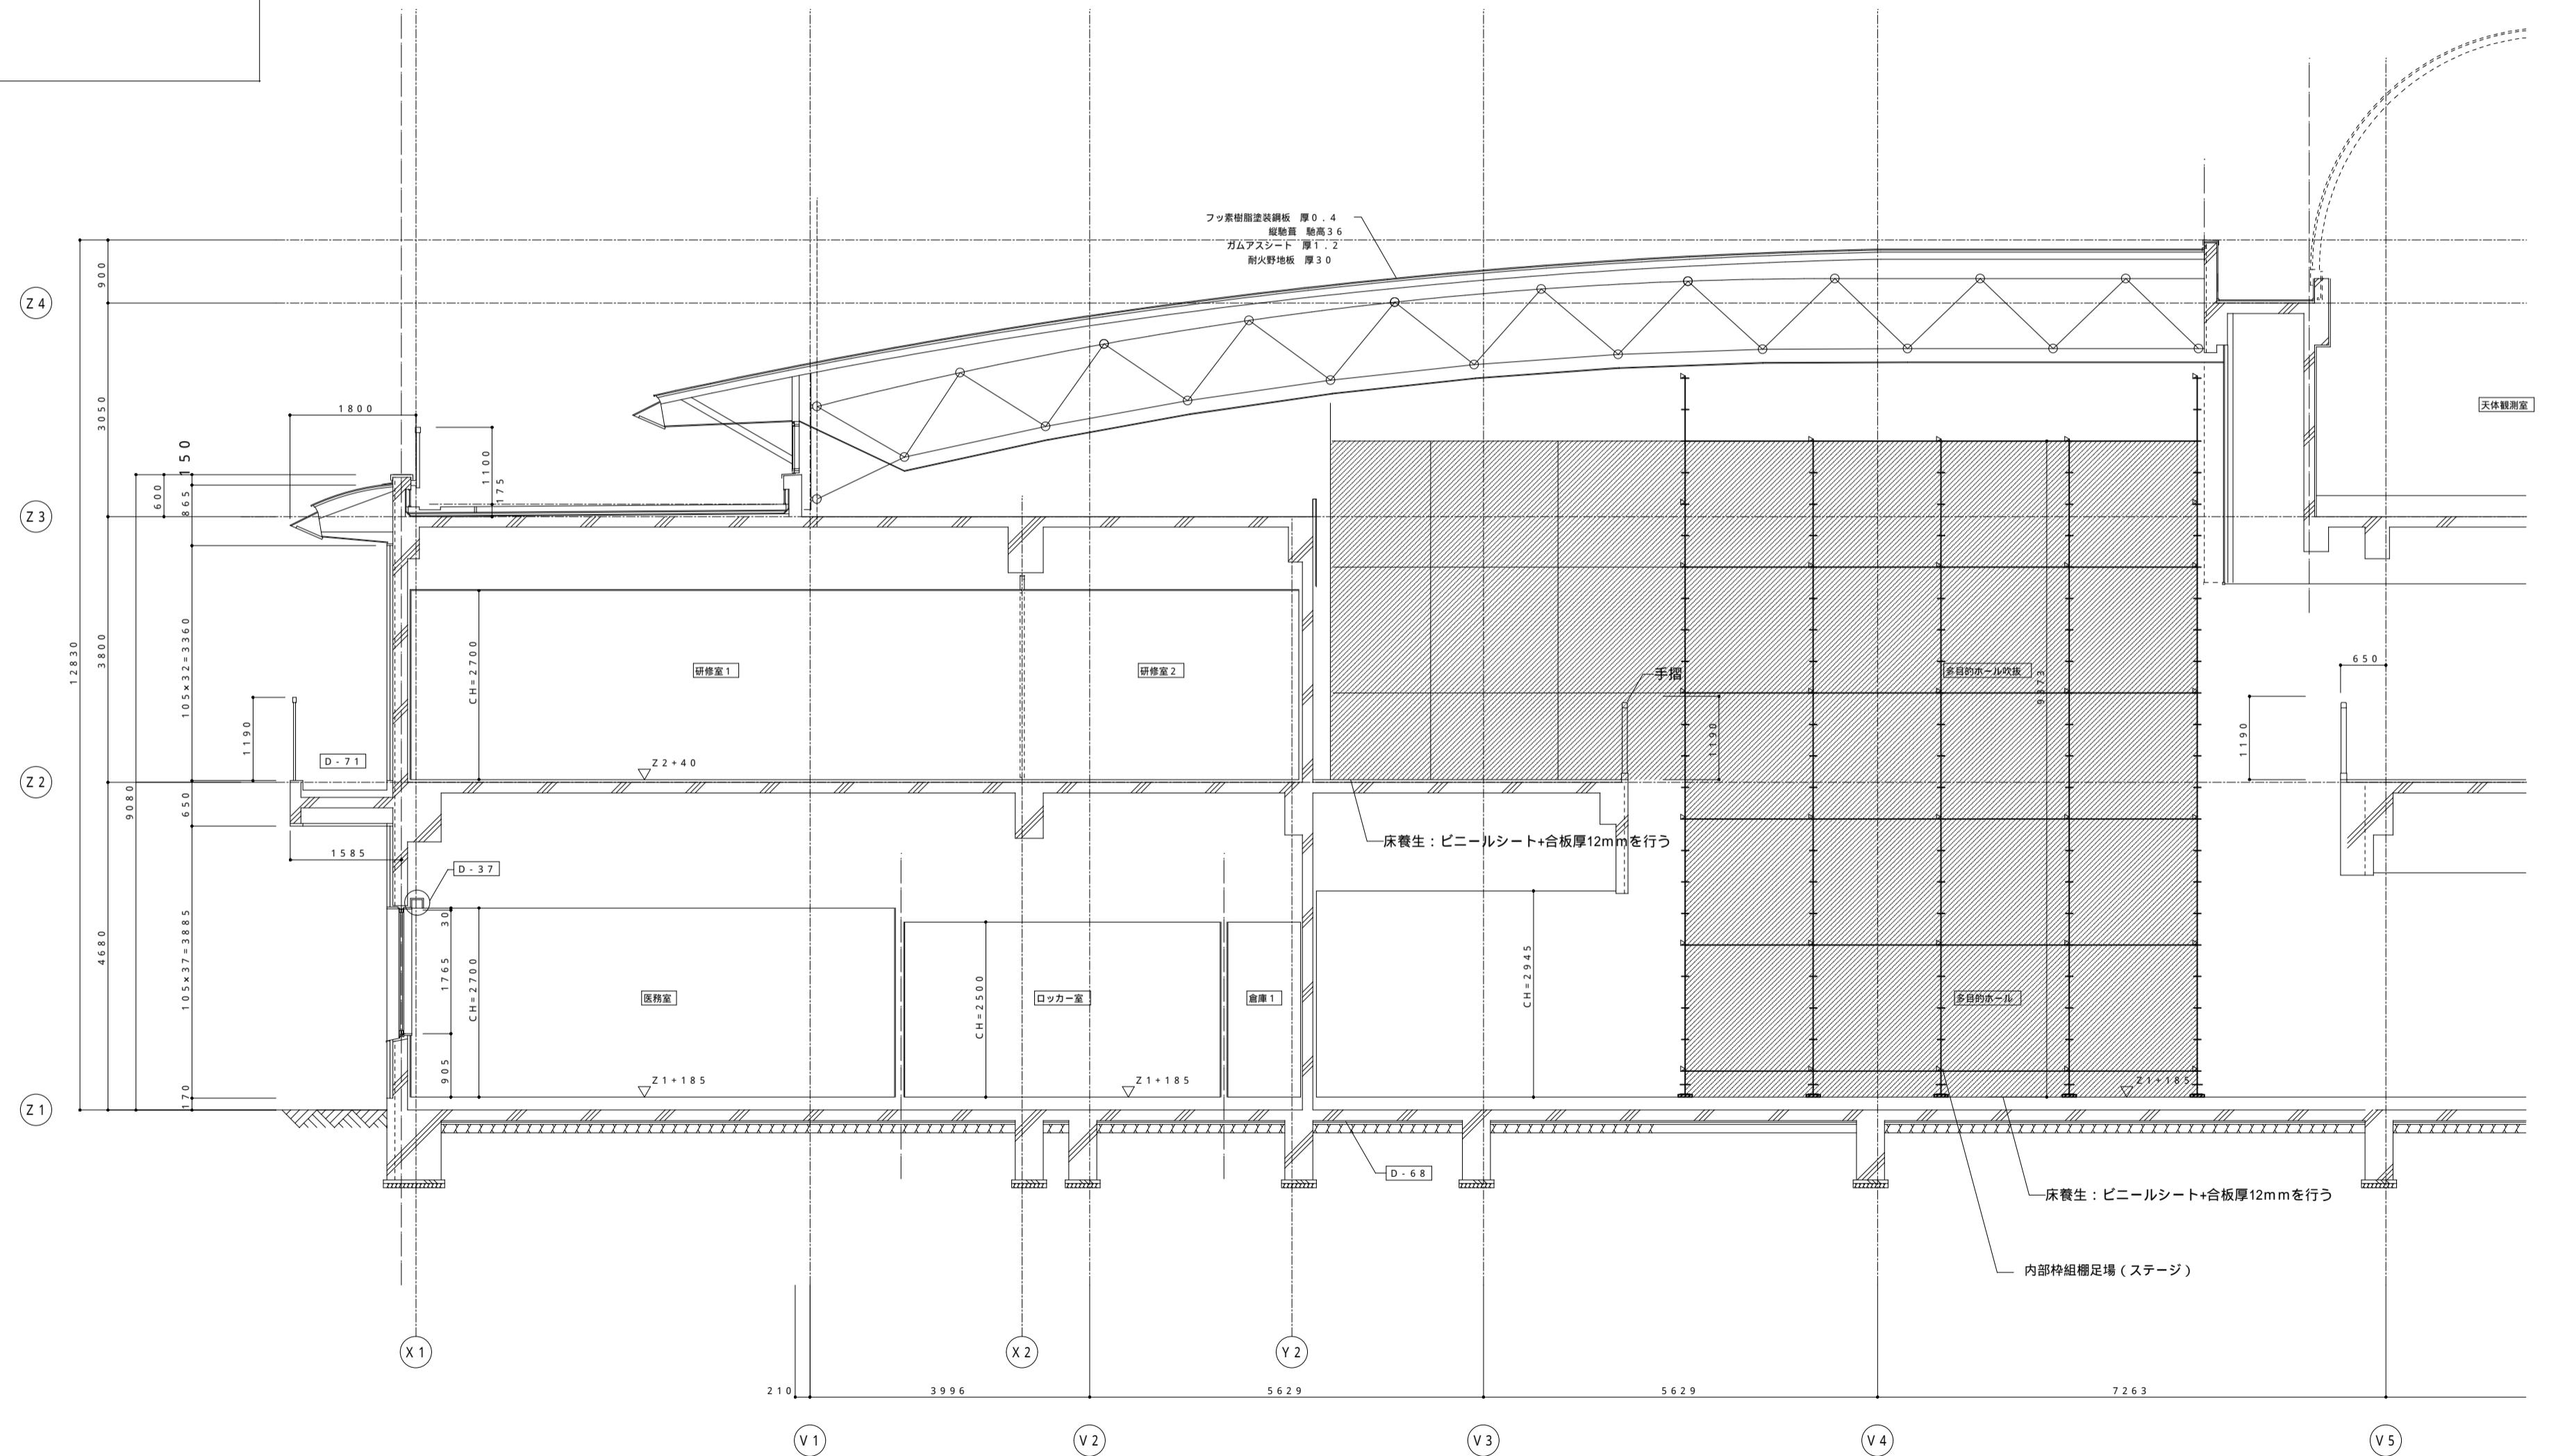 フッ素樹脂塗装鋼板　厚0.4
縦馳葺　馳高36
ガムアスシート　厚1.2
耐火野地板　厚30
Z4
Z3
Z2
Z1
900
3050
3800
4680
12830
9080
600
150
865
105×32=3360
650
105×37=3885
170
1800
1100
175
1190
D-71
1585
D-37
30
1765
905
CH=2700
研修室1
研修室2
Z2+40
CH=2700
医務室
Z1+185
CH=2500
ロッカー室
Z1+185
倉庫1
CH=2945
手摺
1190
多目的ホール吹抜
9373
多目的ホール
Z1+185
天体観測室
650
1190
床養生：ビニールシート+合板厚12mmを行う
D-68
床養生：ビニールシート+合板厚12mmを行う
内部枠組棚足場（ステージ）
X1
X2
Y2
210
3996
5629
5629
7263
V1
V2
V3
V4
V5